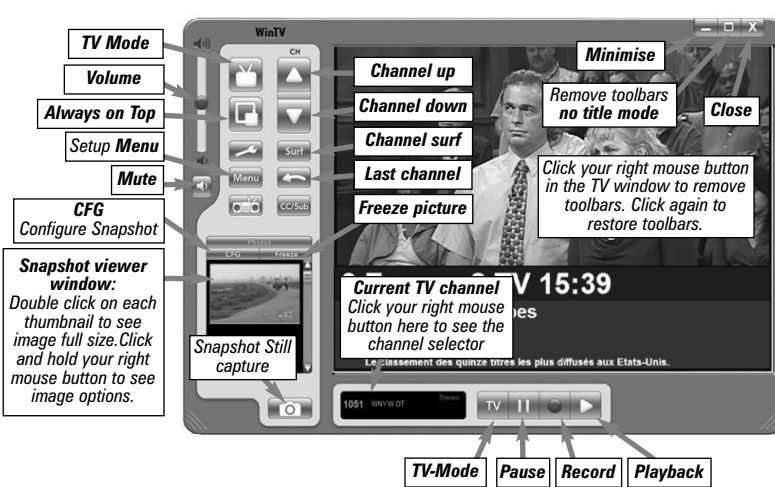 WinTV
CH
TV Mode
Volume
Always on Top
Setup Menu
Mute
CFG
Configure Snapshot
Snapshot viewer
window:
Double click on each
thumbnail to see
image full size.Click
and hold your right
mouse button to see
image options.
Surf
Menu
CC/Sub
Photos
CFG
Freeze
Channel up
Channel down
Channel surf
Last channel
Freeze picture
Minimise
Remove toolbars
no title mode
Close
X
Click your right mouse button
in the TV window to remove
toolbars. Click again to
restore toolbars.
TV 15:39
Current TV channel
Click your right mouse
button here to see the
channel selector
Le classement des quinze titres les plus diffusés aux Etats-Unis.
Snapshot Still
capture
1051 WNYW DT
Stereo
TV
TV-Mode
Pause
Record
Playback